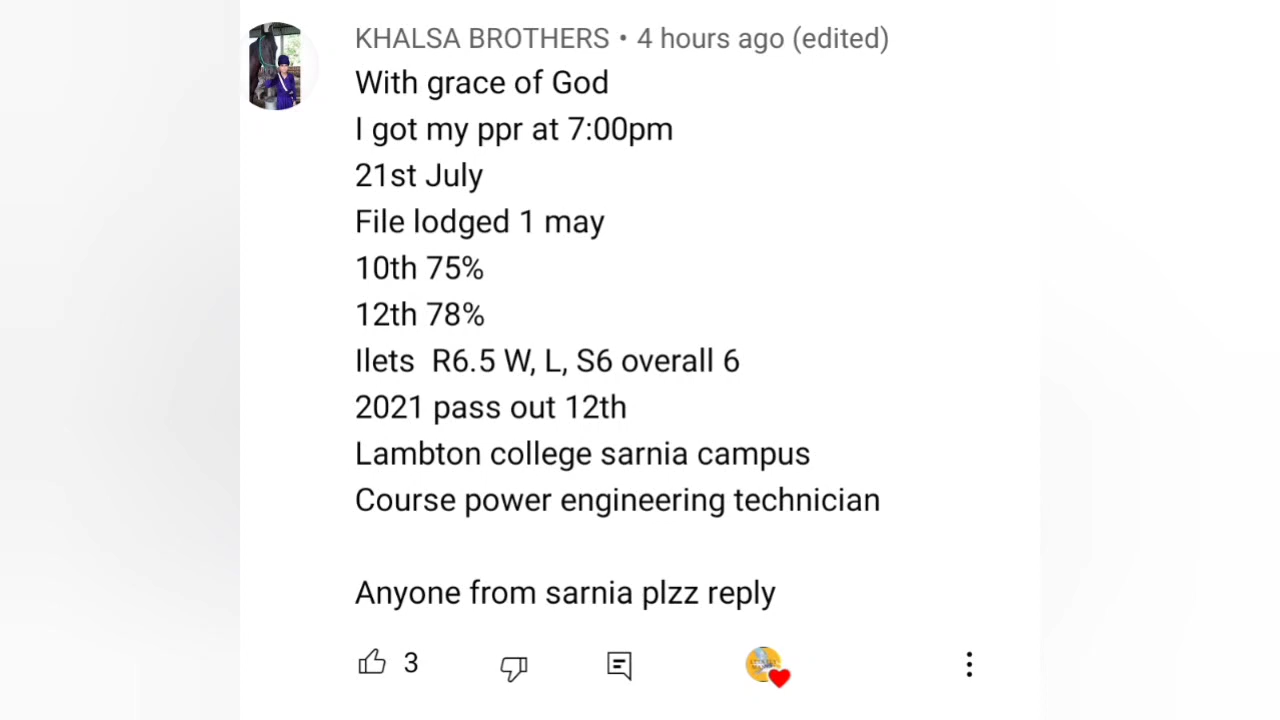 KHALSA BROTHERS • 4 hours ago (edited)
With grace of God
I got my ppr at 7:00pm
21st July
File lodged 1 may
10th 75%
12th 78%
Ilets  R6.5 W, L, S6 overall 6
2021 pass out 12th
Lambton college sarnia campus
Course power engineering technician
Anyone from sarnia plzz reply
3